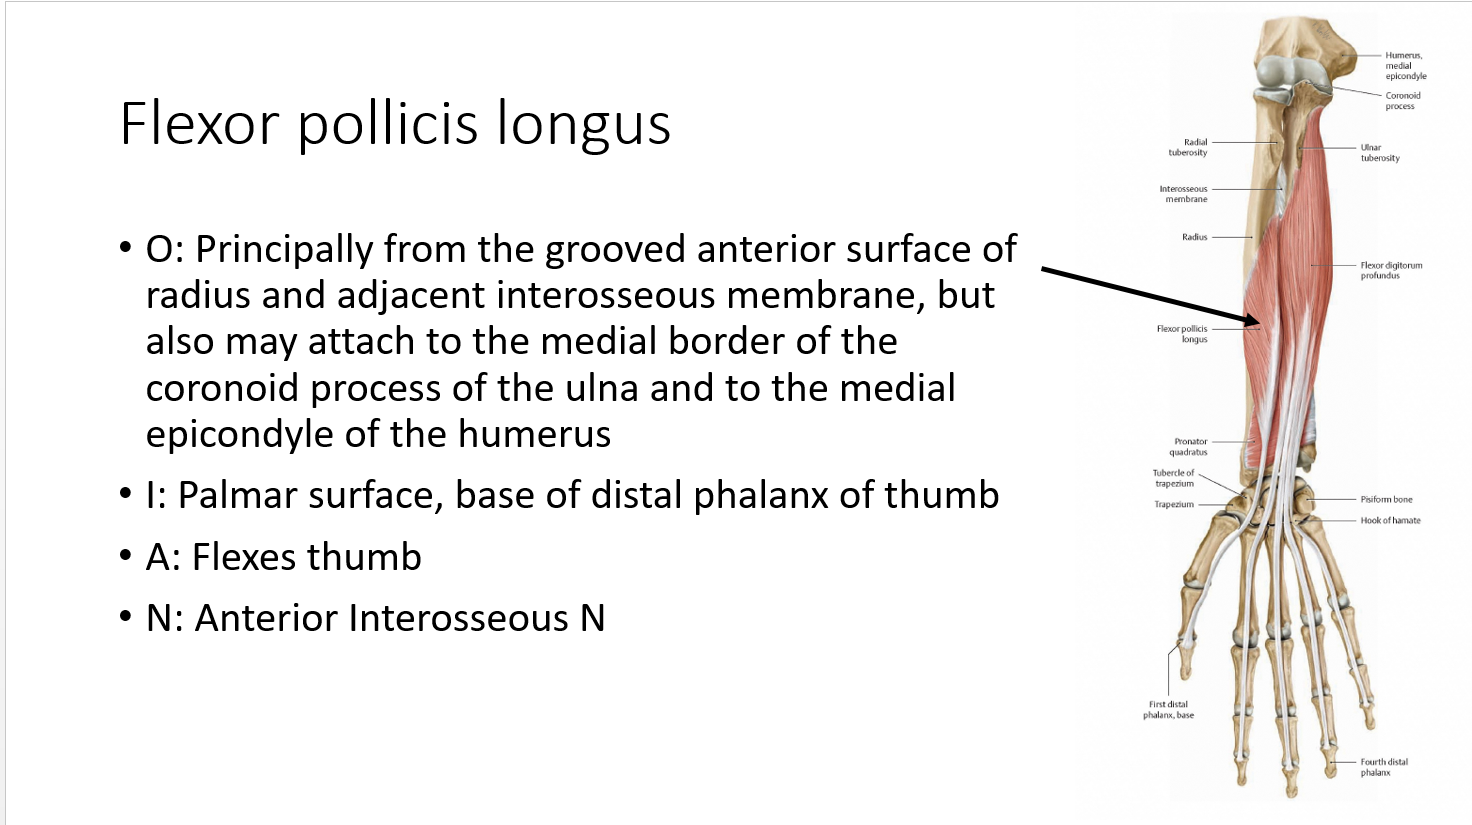 Flexor pollicis longus
• O: Principally from the grooved anterior surface of
radius and adjacent interosseous membrane, but
also may attach to the medial border of the
coronoid process of the ulna and to the medial
epicondyle of the humerus
• I: Palmar surface, base of distal phalanx of thumb
• A: Flexes thumb
• N: Anterior Interosseous N
Humerus,
medial
epicondyle
Coronoid
process
Radial
tuberosity
Ulnar
tuberosity
Interosseous
membrane
Radius
Flexor digitorum
profundus
Flexor pollicis
longus
Pronator
quadratus
Tubercle of
trapezium
Trapezium
Pisiform bone
Hook of hamate
First distal
phalanx, base
Fourth distal
phalanx